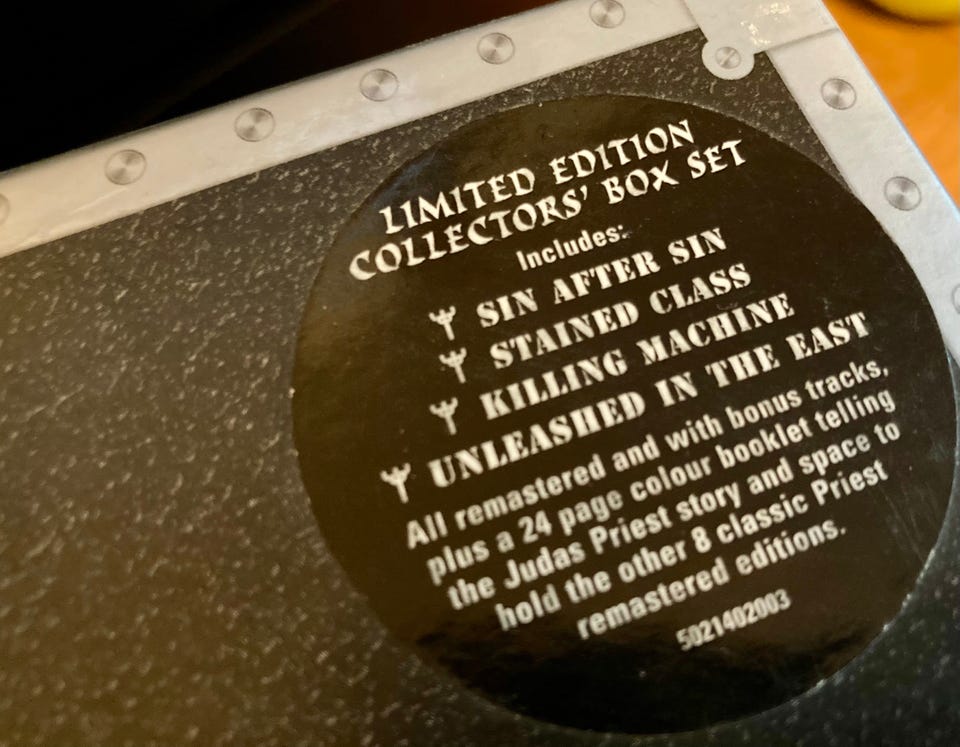 LIMITED EDITION
COLLECTORS' BOX SET
Includes:
SIN AFTER SIN
STAINED CLASS
KILLING MACHINE
UNLEASHED IN THE EAST
All remastered and with bonus tracks,
plus a 24 page colour booklet telling
the Judas Priest story and space to
hold the other 8 classic Priest
remastered editions.
5021402003